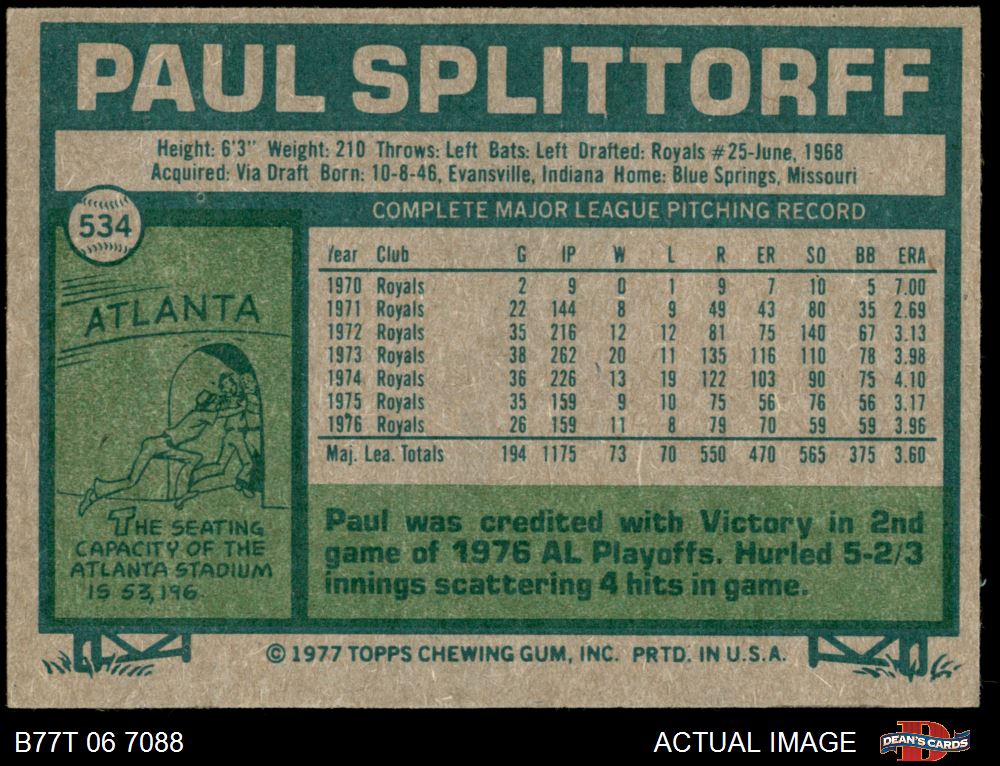 PAUL SPLITTORFF
Height: 6'3" Weight: 210 Throws: Left Bats: Left Drafted: Royals #25-June, 1968
Acquired: Via Draft Born: 10-8-46, Evansville, Indiana Home: Blue Springs, Missouri
534
COMPLETE MAJOR LEAGUE PITCHING RECORD
Year Club G IP W L R ER SO BB ERA
1970 Royals 2 9 0 1 9 7 10 5 7.00
1971 Royals 22 144 8 9 49 43 80 35 2.69
1972 Royals 35 216 12 12 81 75 140 67 3.13
1973 Royals 38 262 20 11 135 116 110 78 3.98
1974 Royals 36 226 13 19 122 103 90 75 4.10
1975 Royals 35 159 9 10 75 56 76 56 3.17
1976 Royals 26 159 11 8 79 70 59 59 3.96
Maj. Lea. Totals 194 1175 73 70 550 470 565 375 3.60
ATLANTA
THE SEATING
CAPACITY OF THE
ATLANTA STADIUM
IS 53,196.
Paul was credited with Victory in 2nd
game of 1976 AL Playoffs. Hurled 5-2/3
innings scattering 4 hits in game.
© 1977 TOPPS CHEWING GUM, INC. PRTD. IN U.S.A.
B77T 06 7088
ACTUAL IMAGE
DEAN'S CARDS